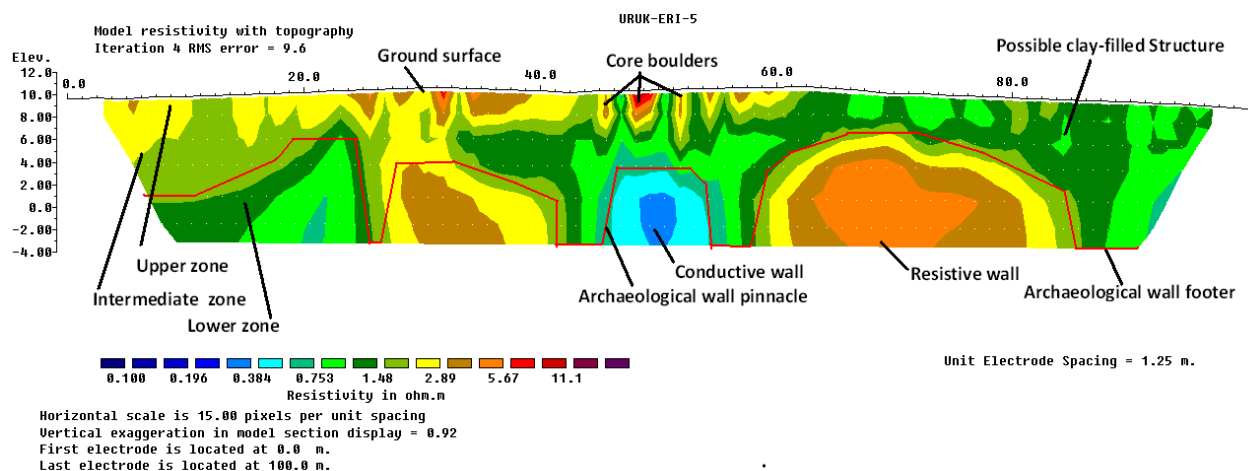 URUK-ERI-5
Model resistivity with topography
Iteration 4 RMS error = 9.6
Ground surface
Core boulders
Possible clay-filled Structure
Elev.
12.0
10.0
8.00
6.00
4.00
2.00
0.0
-2.00
-4.00
0.0
20.0
40.0
60.0
80.0
Upper zone
Intermediate zone
Lower zone
Conductive wall
Archaeological wall pinnacle
Resistive wall
Archaeological wall footer
0.100 0.196 0.384 0.753 1.48 2.89 5.67 11.1
Resistivity in ohm.m
Unit Electrode Spacing = 1.25 m.
Horizontal scale is 15.00 pixels per unit spacing
Vertical exaggeration in model section display = 0.92
First electrode is located at 0.0 m.
Last electrode is located at 100.0 m.